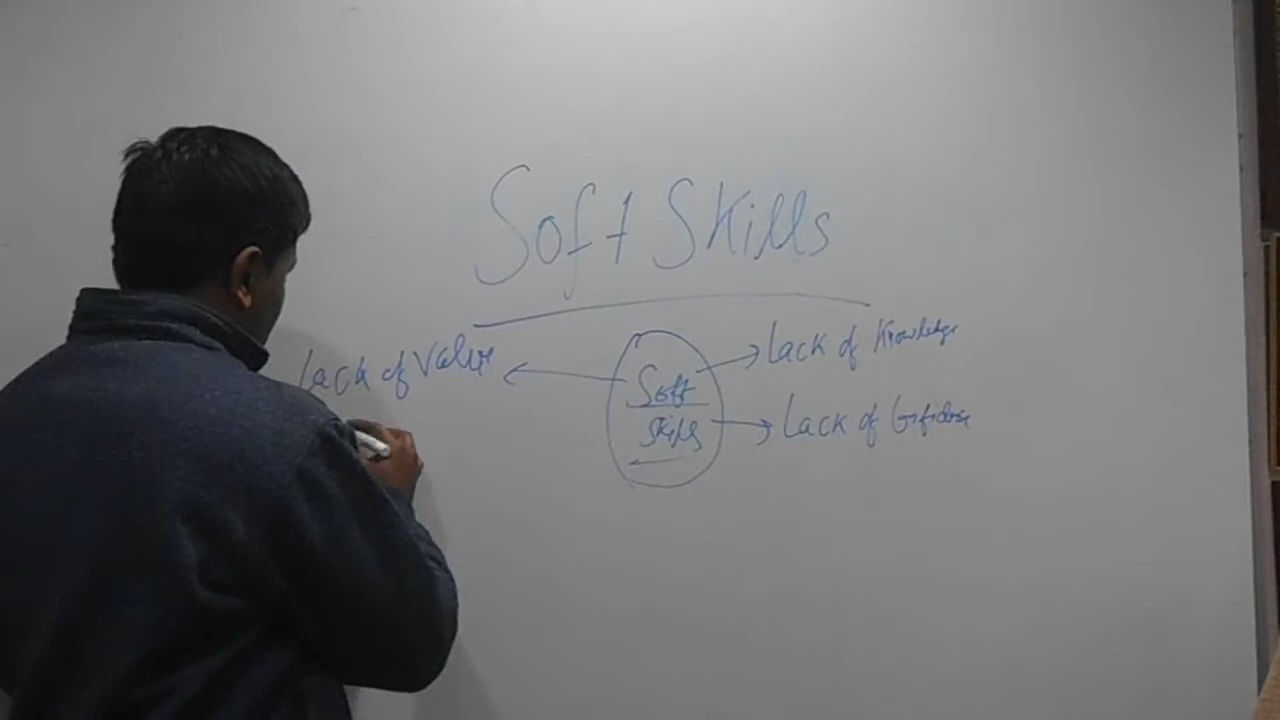 Soft Skills
Lack of Value
Soft
Skills
Lack of Knowledge
Lack of Confidence